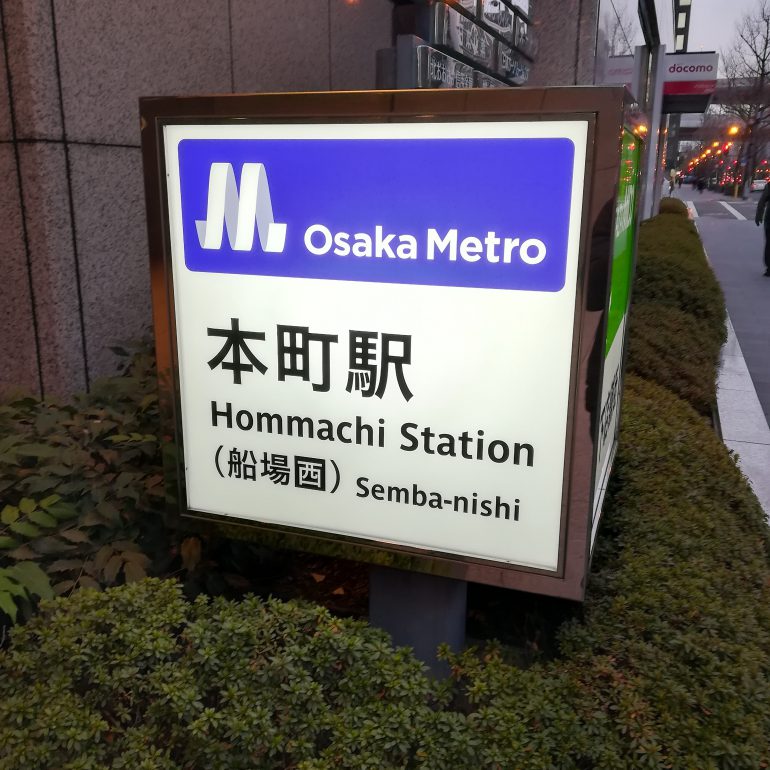 docomo
Osaka Metro
本町駅
Hommachi Station
(船場西) Semba-nishi